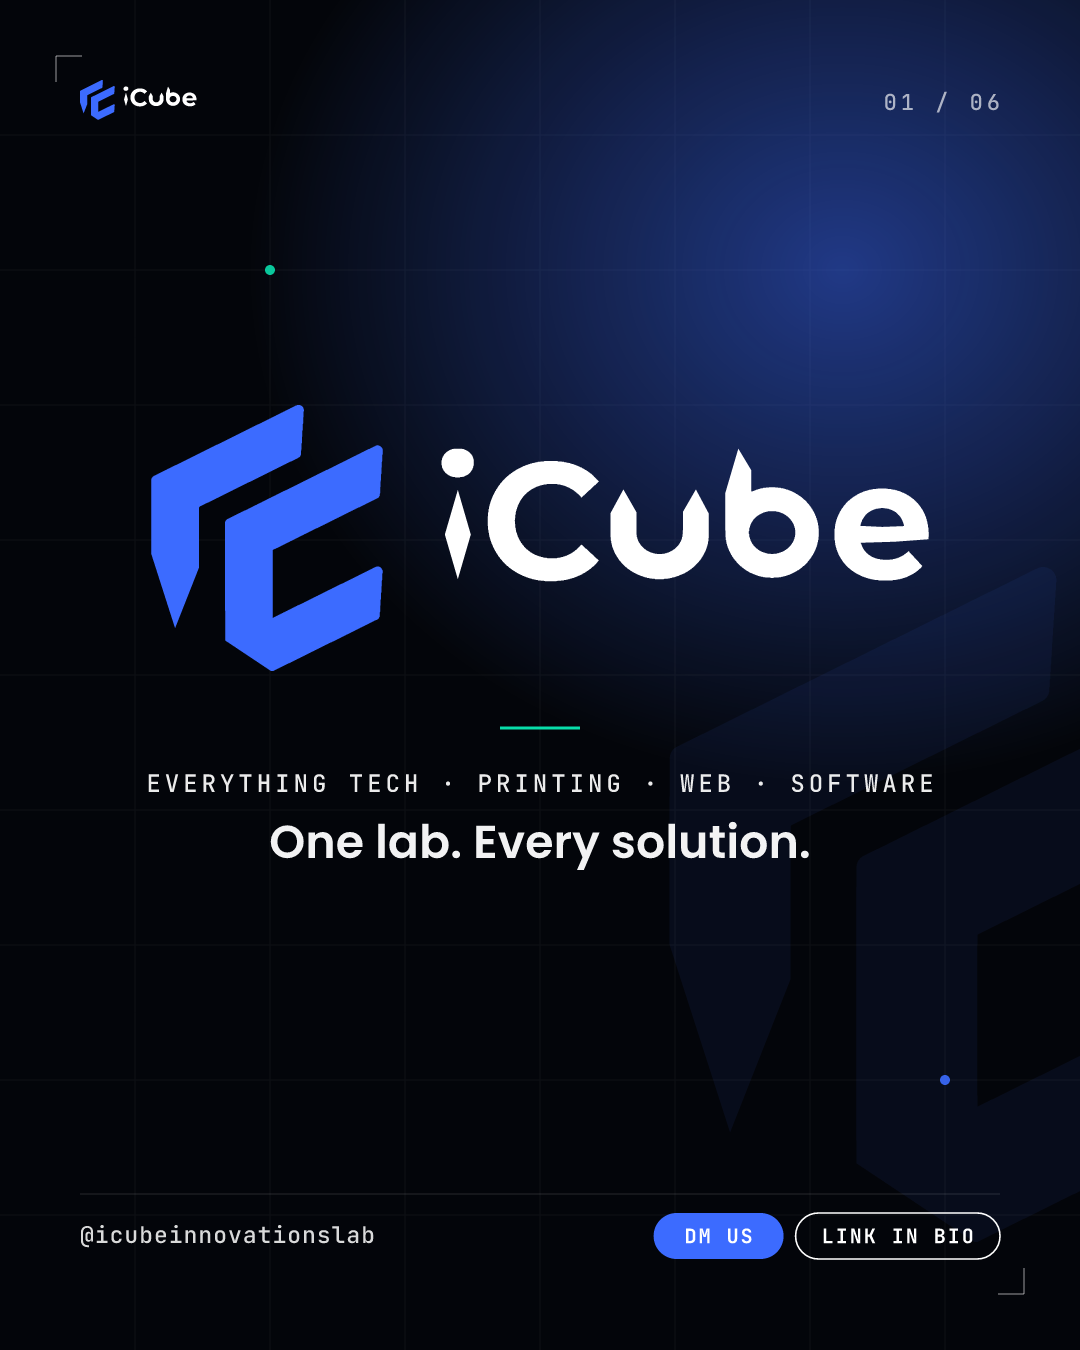 iCube
01 / 06
iCube
EVERYTHING TECH · PRINTING · WEB · SOFTWARE
One lab. Every solution.
@icubeinnovationslab
DM US
LINK IN BIO